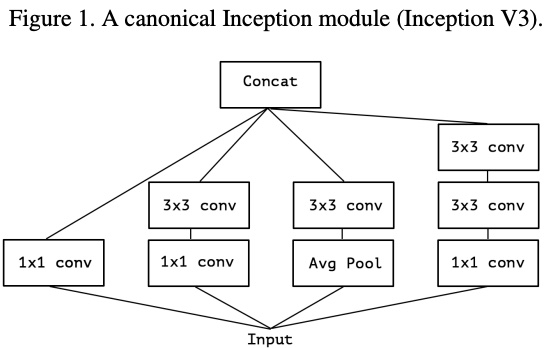 Figure 1. A canonical Inception module (Inception V3).
Concat
3x3 conv
3x3 conv
3x3 conv
3x3 conv
1x1 conv
1x1 conv
Avg Pool
1x1 conv
Input